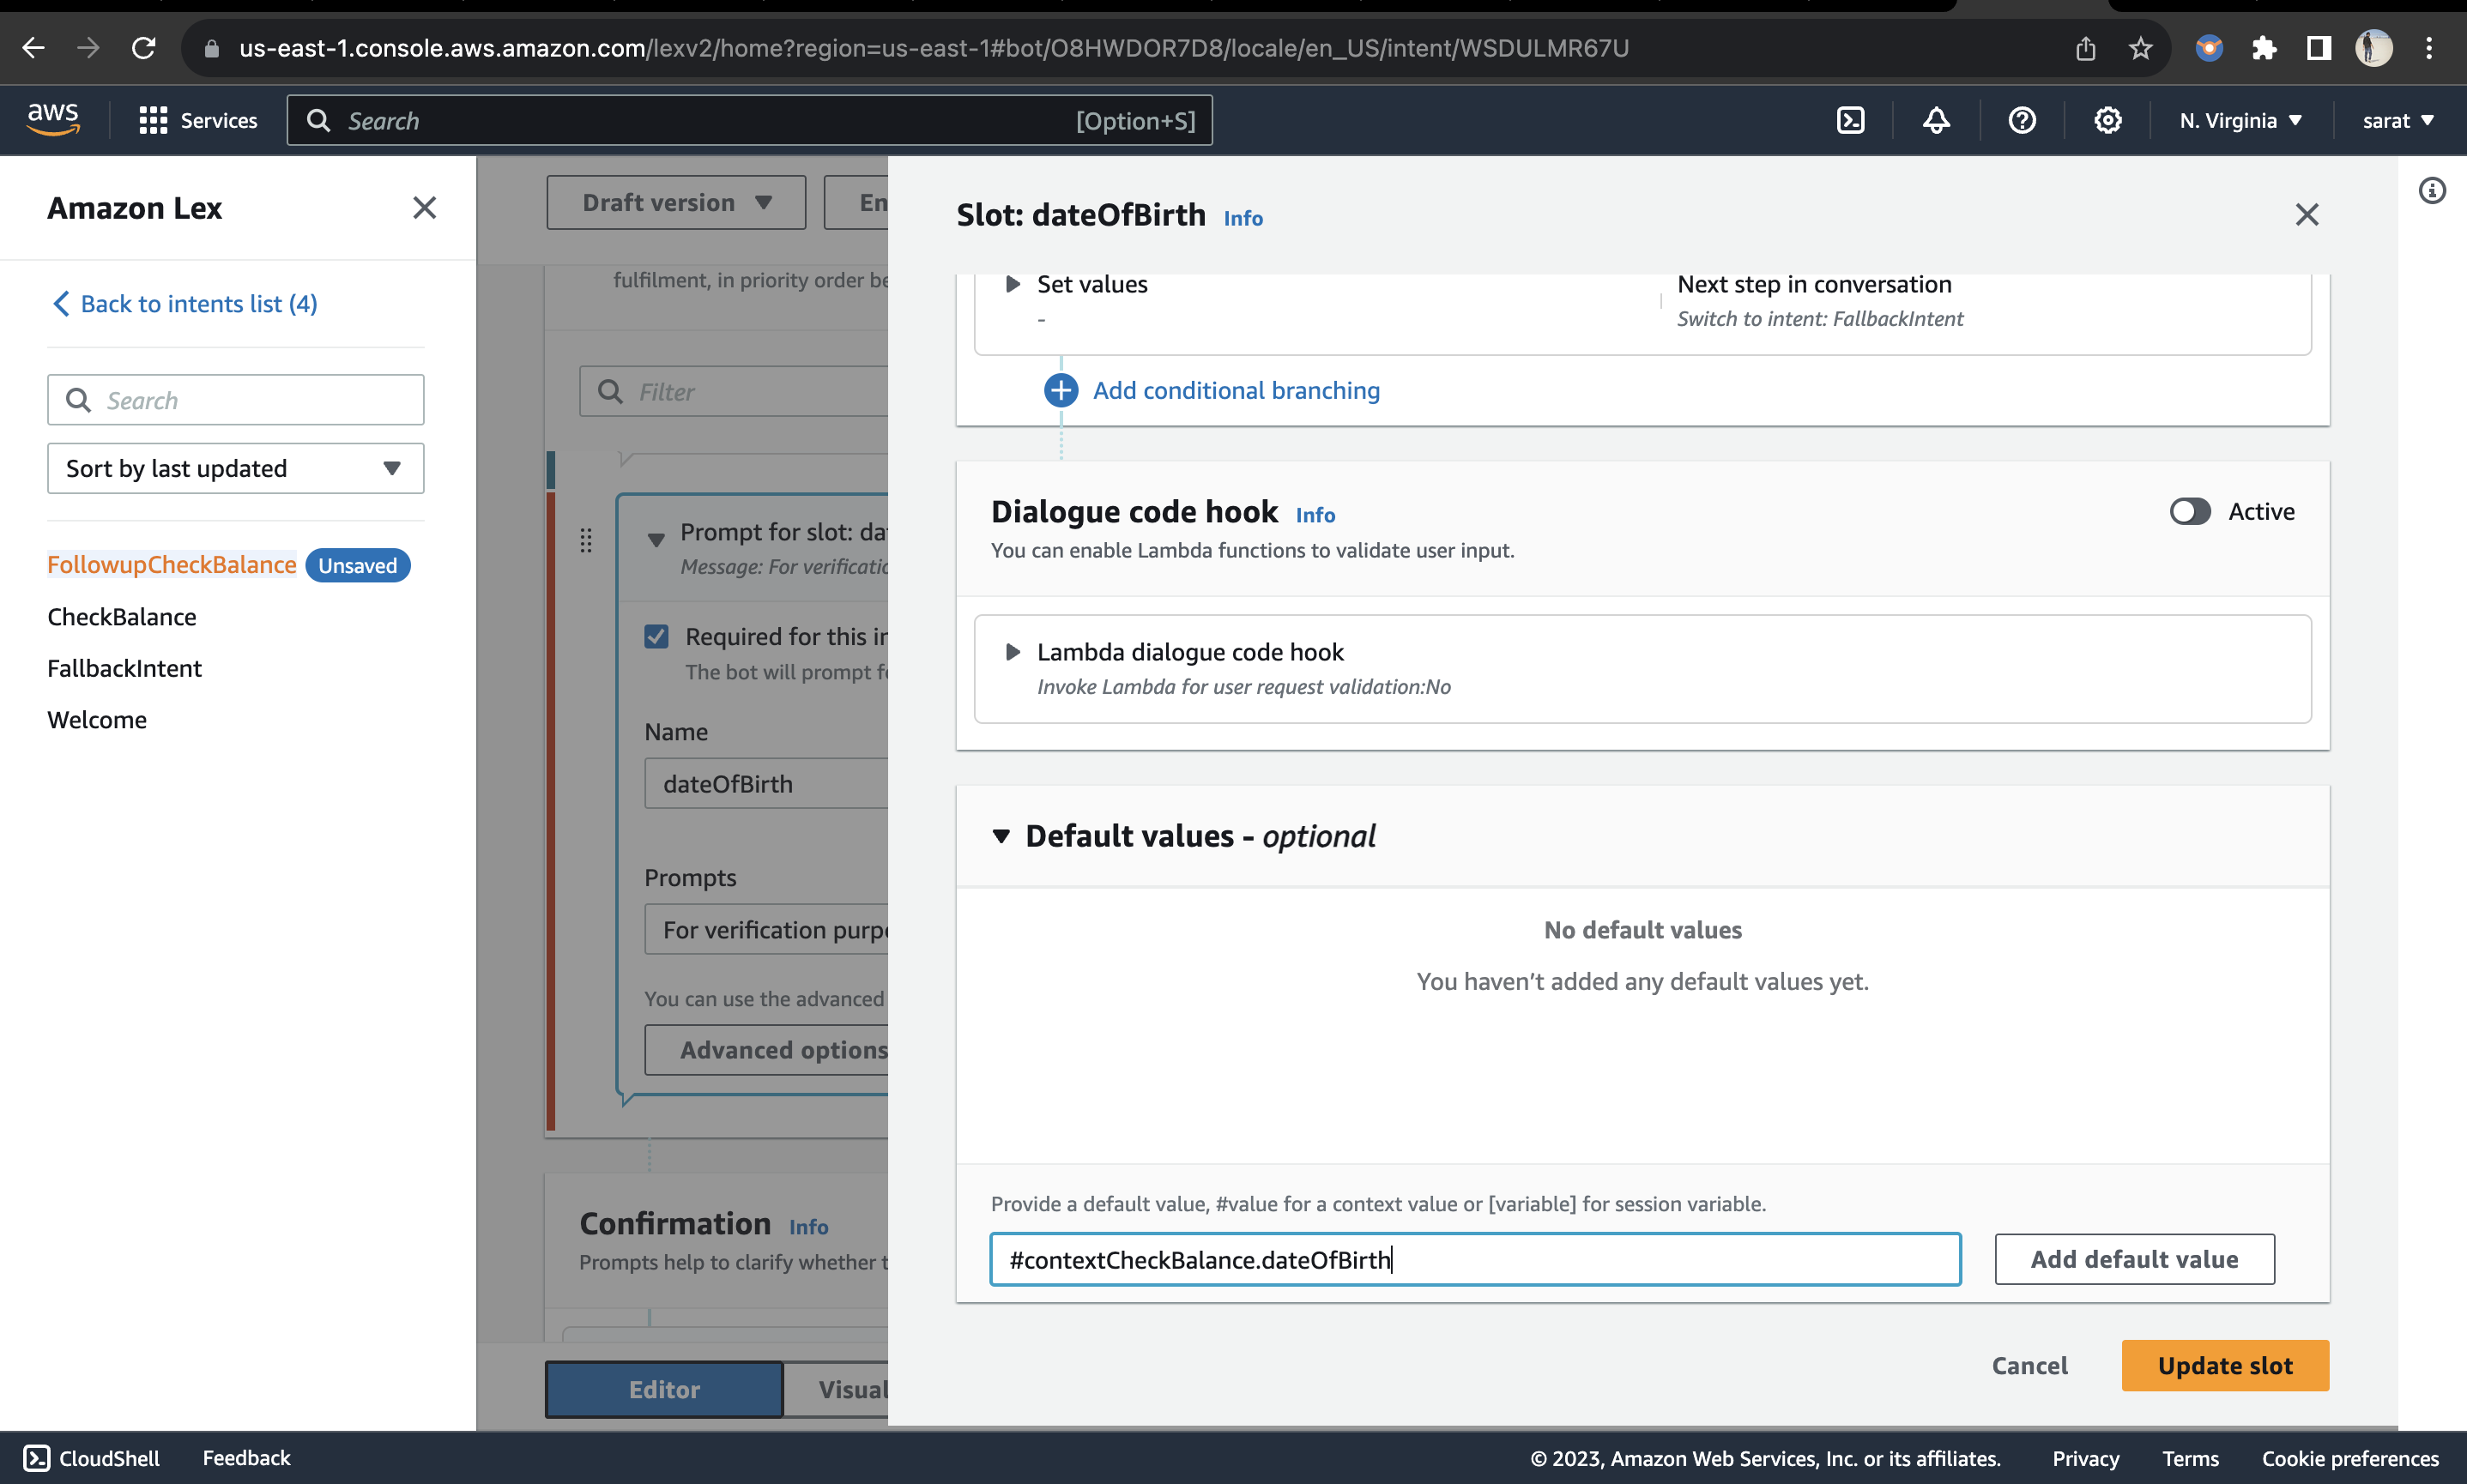 us-east-1.console.aws.amazon.com/lexv2/home?region=us-east-1#bot/O8HWDOR7D8/locale/en_US/intent/WSDULMR67U
aws
Services
Search
[Option+S]
N. Virginia
sarat
Amazon Lex
Back to intents list (4)
Search
Sort by last updated
FollowupCheckBalance
Unsaved
CheckBalance
FallbackIntent
Welcome
Draft version
En
fulfilment, in priority order be
Filter
Prompt for slot: da
Message: For verificatio
Required for this in
The bot will prompt fo
Name
dateOfBirth
Prompts
For verification purpo
You can use the advanced
Advanced options
Confirmation Info
Prompts help to clarify whether t
Editor
Visual
Slot: dateOfBirth Info
Set values
-
Next step in conversation
Switch to intent: FallbackIntent
Add conditional branching
Dialogue code hook Info
Active
You can enable Lambda functions to validate user input.
Lambda dialogue code hook
Invoke Lambda for user request validation:No
Default values - optional
No default values
You haven’t added any default values yet.
Provide a default value, #value for a context value or [variable] for session variable.
#contextCheckBalance.dateOfBirth
Add default value
Cancel
Update slot
CloudShell
Feedback
© 2023, Amazon Web Services, Inc. or its affiliates.
Privacy
Terms
Cookie preferences